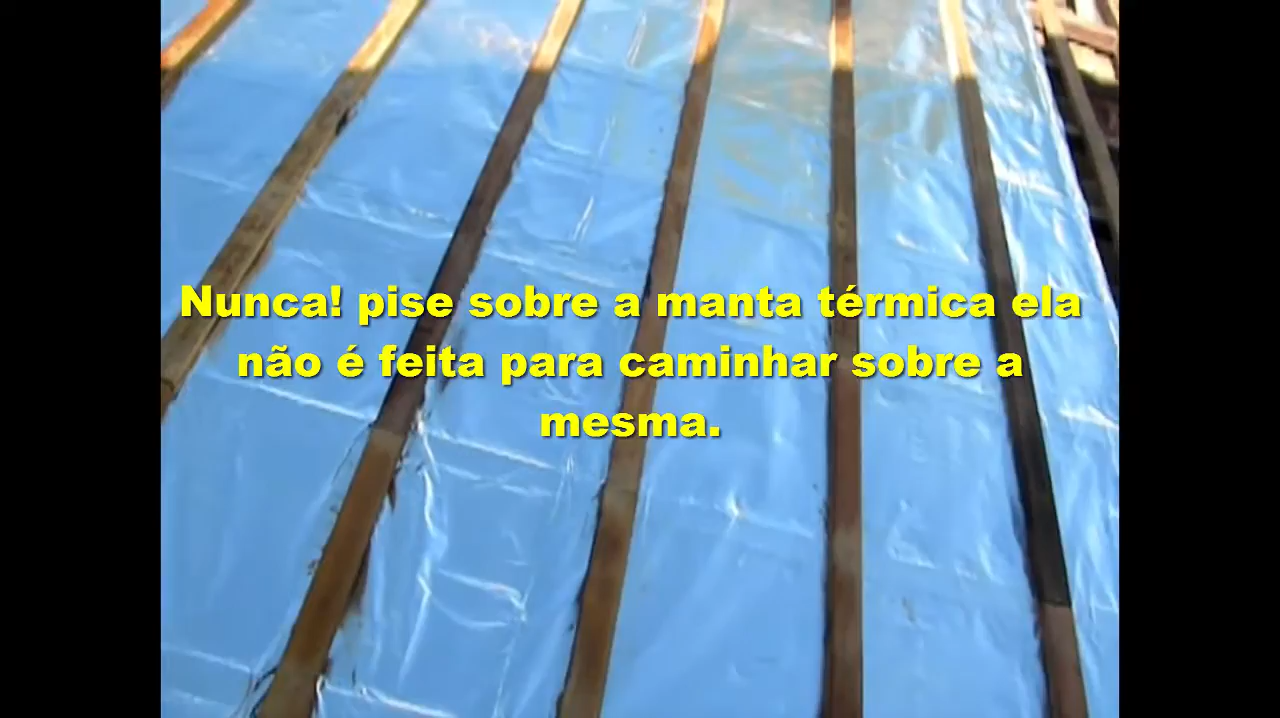 Nunca! pise sobre a manta térmica ela
não é feita para caminhar sobre a
mesma.